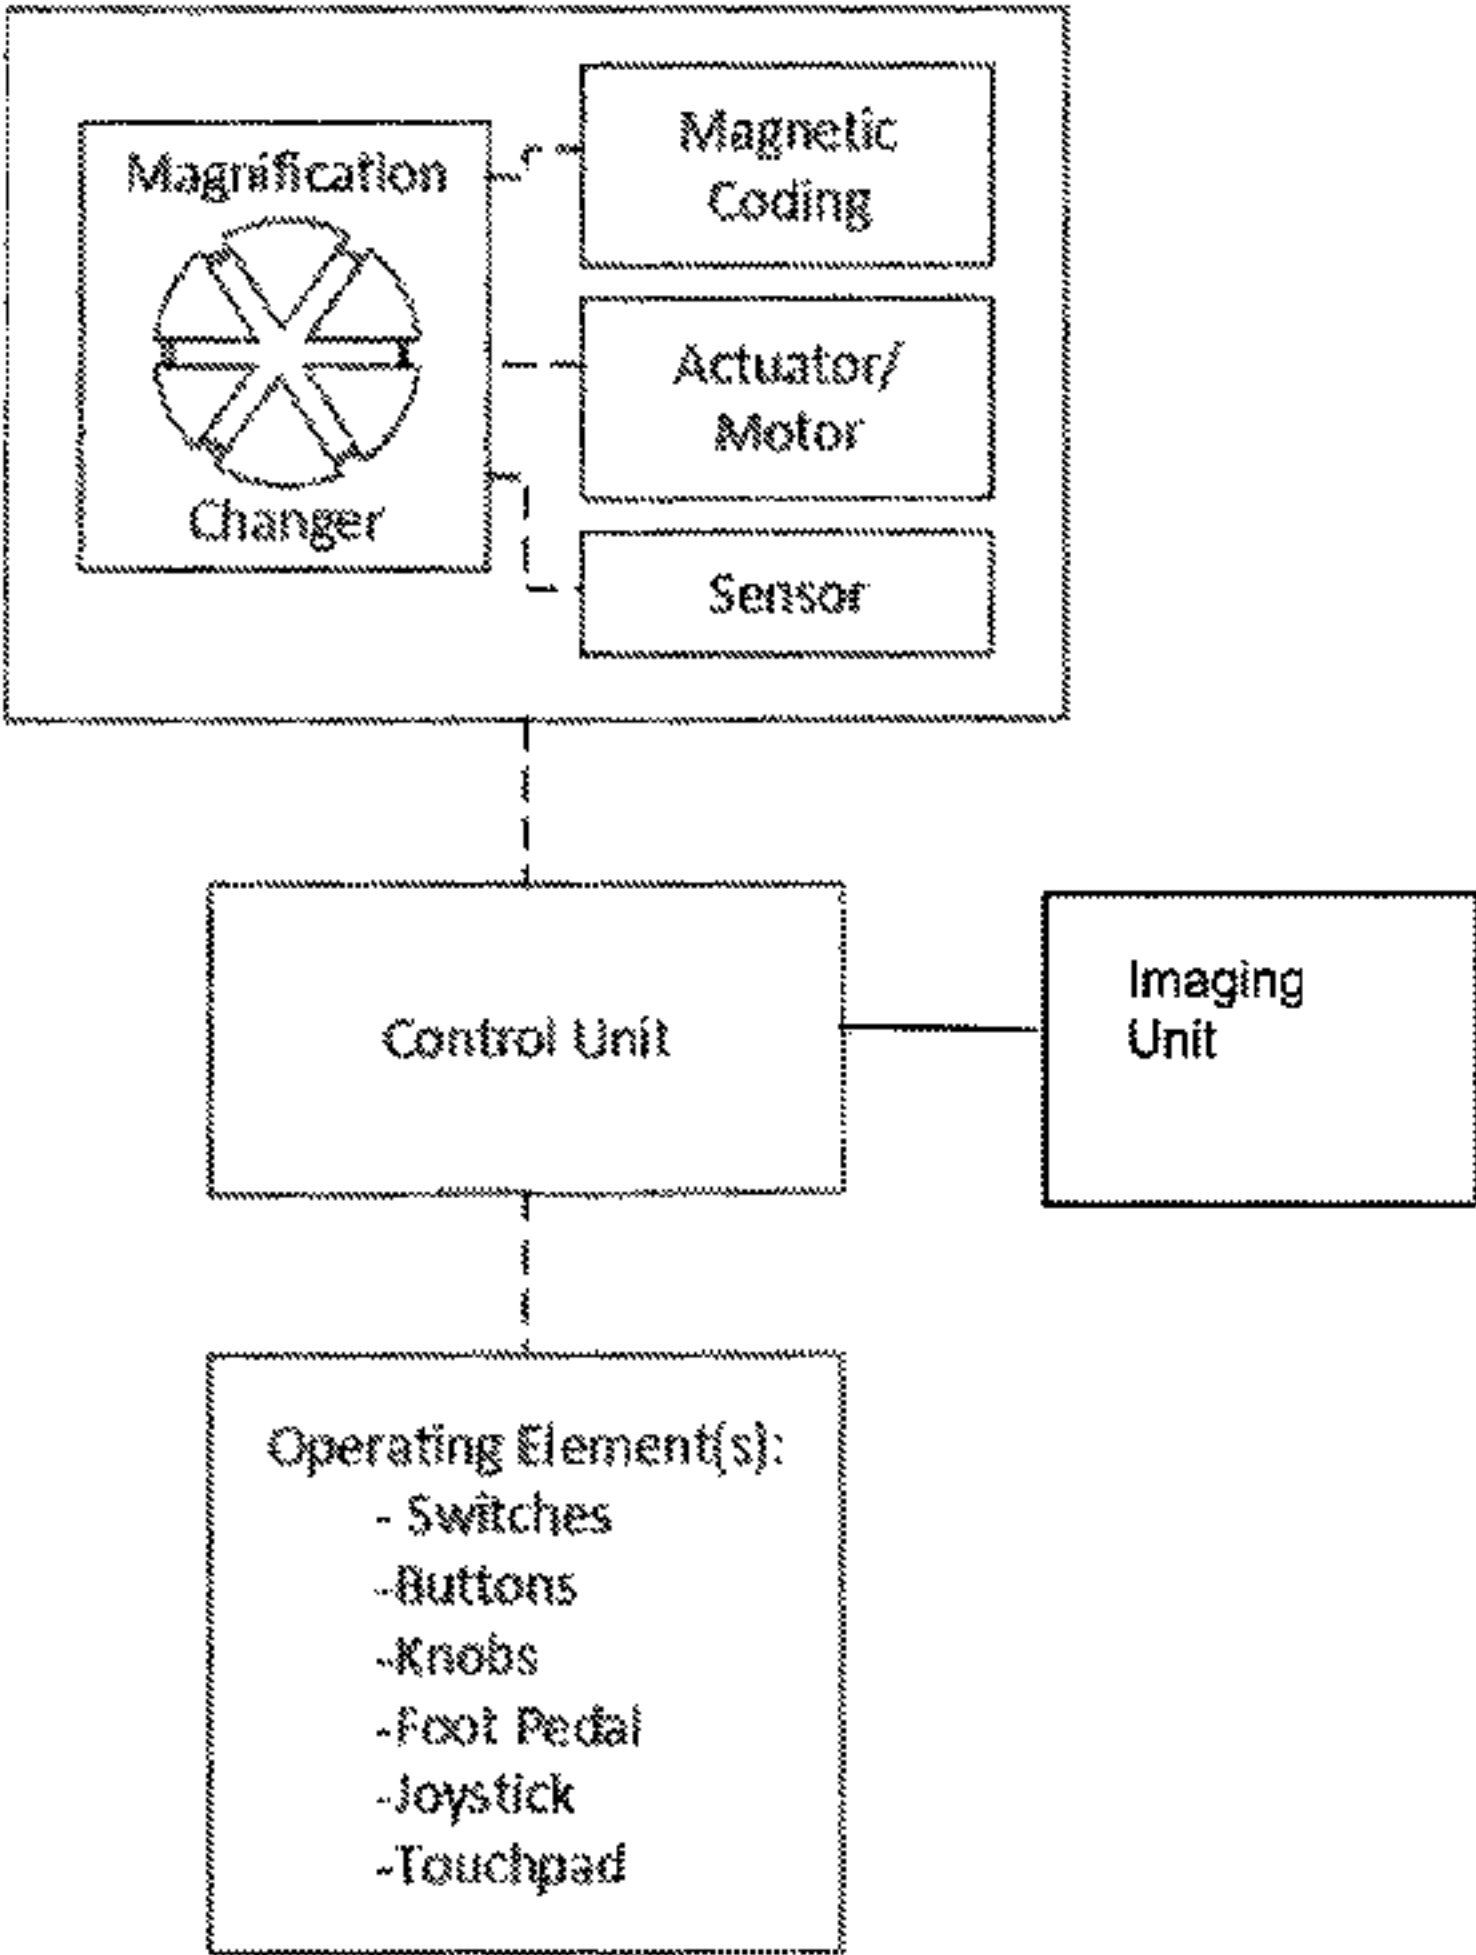 Magnification
Changer
Magnetic
Coding
Actuator/
Motor
Sensor
Control Unit
Imaging
Unit
Operating Element(s):
- Switches
-Buttons
-Knobs
-Foot Pedal
-Joystick
-Touchpad